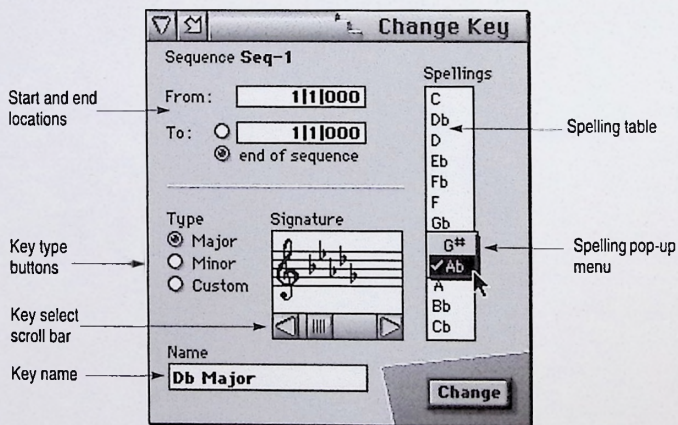 Change Key
Sequence Seq-1
Spellings
Start and end
locations
From:
1|1|000
To:
1|1|000
end of sequence
C
Db
D
Eb
Fb
F
Gb
G#
✓Ab
A
Bb
Cb
Spelling table
Spelling pop-up
menu
Key type
buttons
Type
Major
Minor
Custom
Signature
Key select
scroll bar
Key name
Name
Db Major
Change